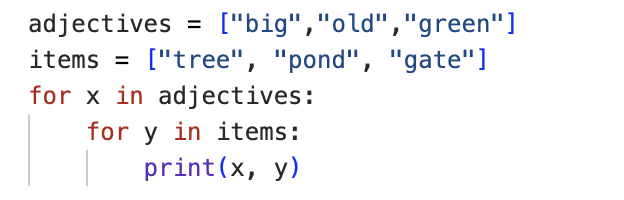 adjectives = ["big","old","green"]
items = ["tree", "pond", "gate"]
for x in adjectives:
    for y in items:
        print(x, y)